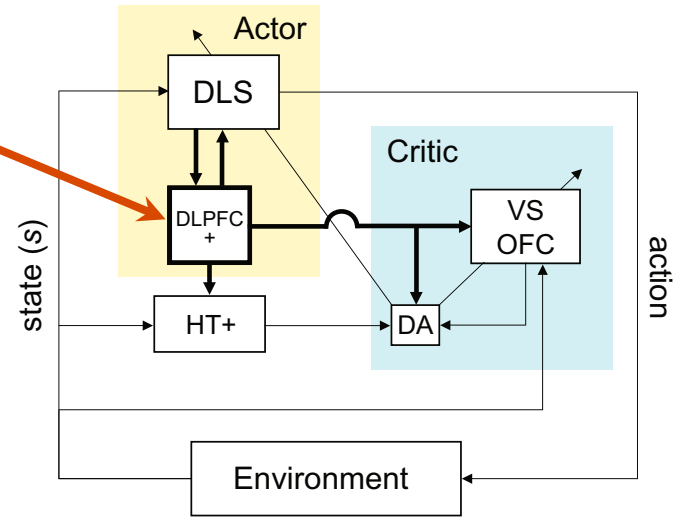 Actor
DLS
Critic
DLPFC
+
VS
OFC
state (s)
action
HT+
DA
Environment